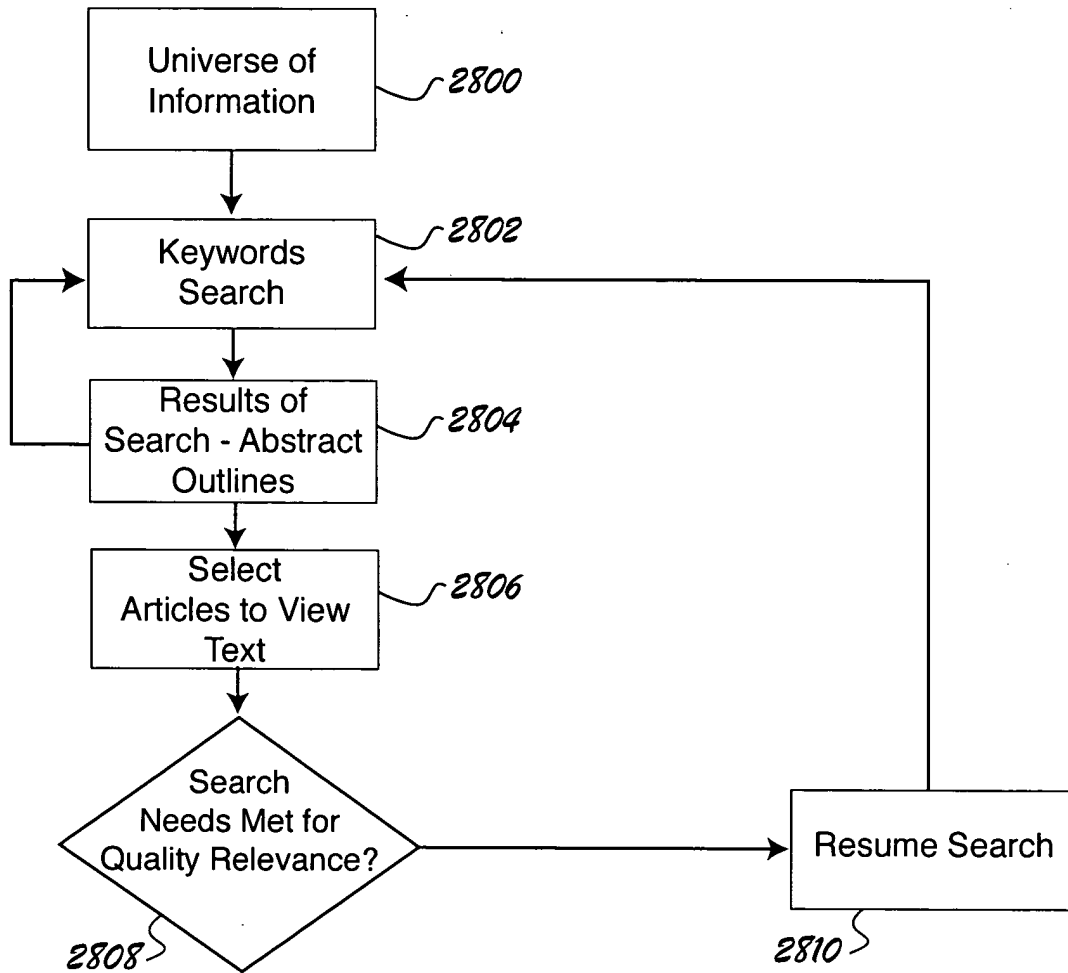 Universe of
Information
2800
Keywords
Search
2802
Results of
Search - Abstract
Outlines
2804
Select
Articles to View
Text
2806
Search
Needs Met for
Quality Relevance?
2808
Resume Search
2810